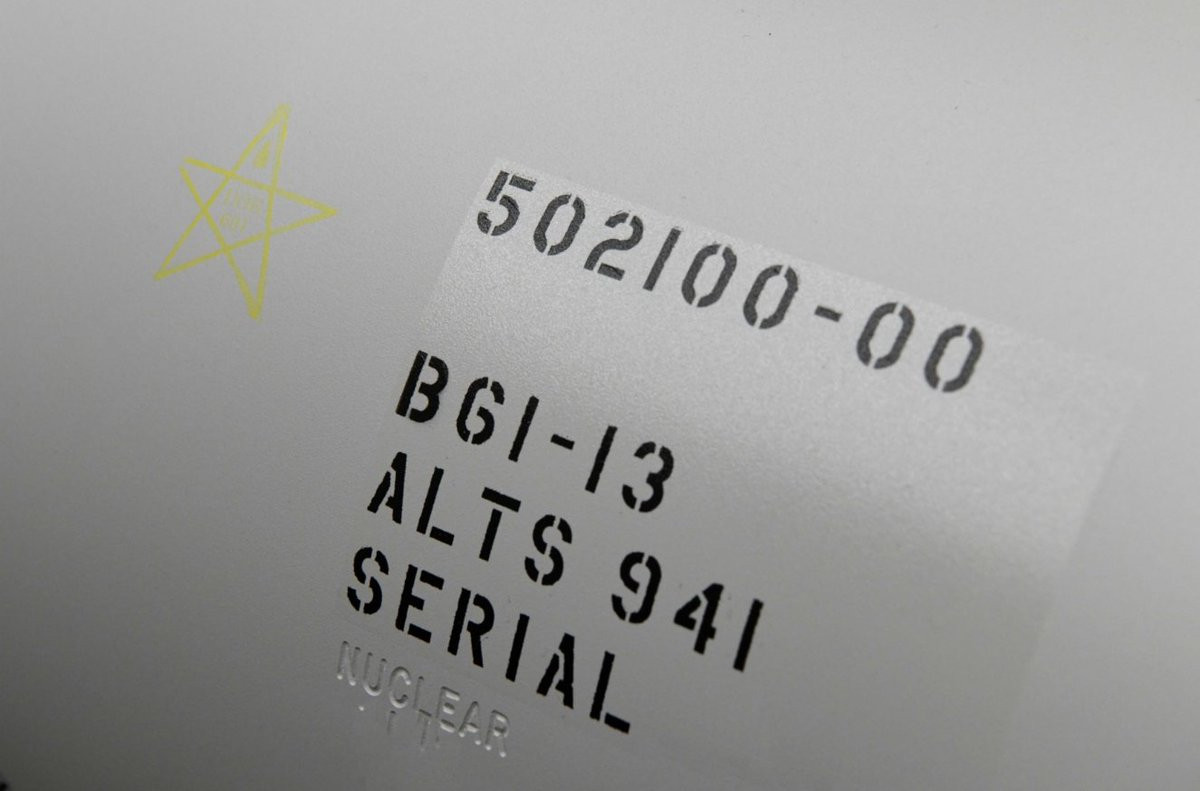 502100-00
B61-13
ALTS 941
SERIAL
NUCLEAR